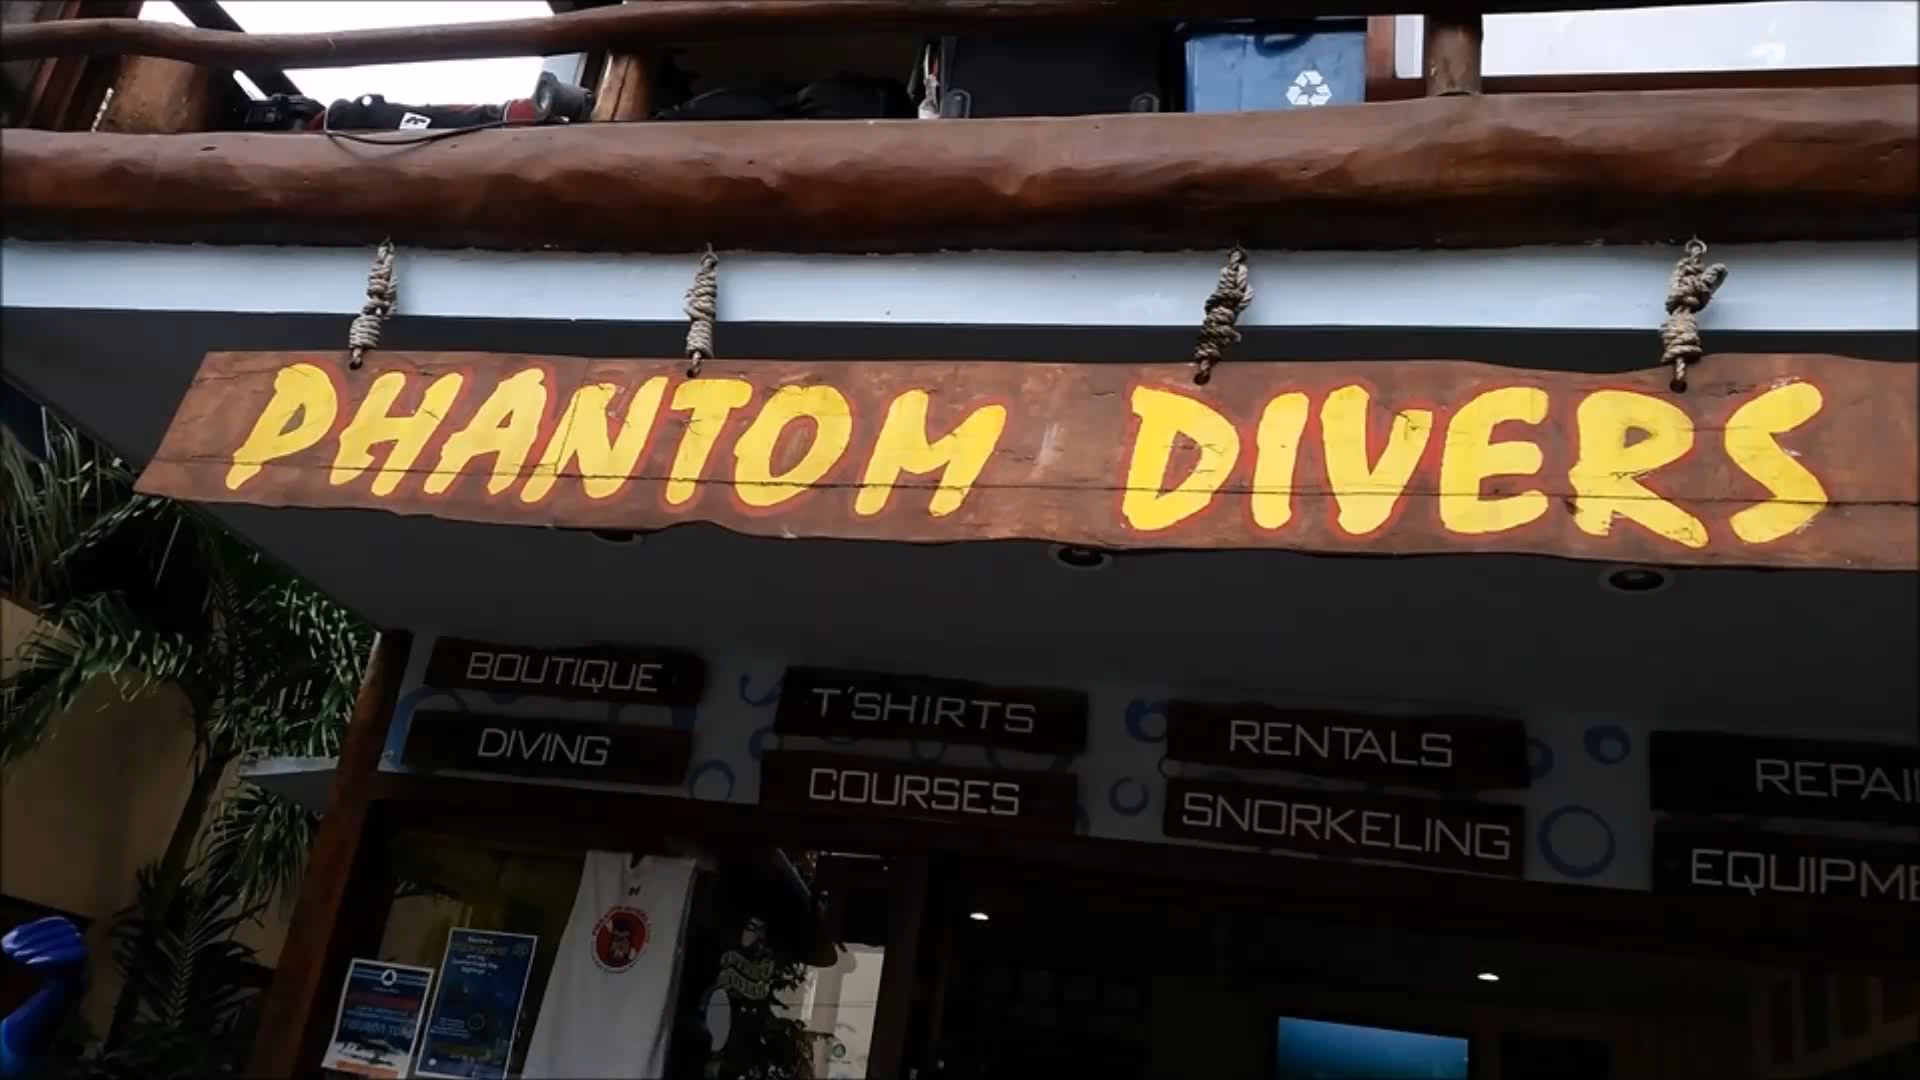 PHANTOM DIVERS
BOUTIQUE
T'SHIRTS
RENTALS
REPAI
DIVING
COURSES
SNORKELING
EQUIPME